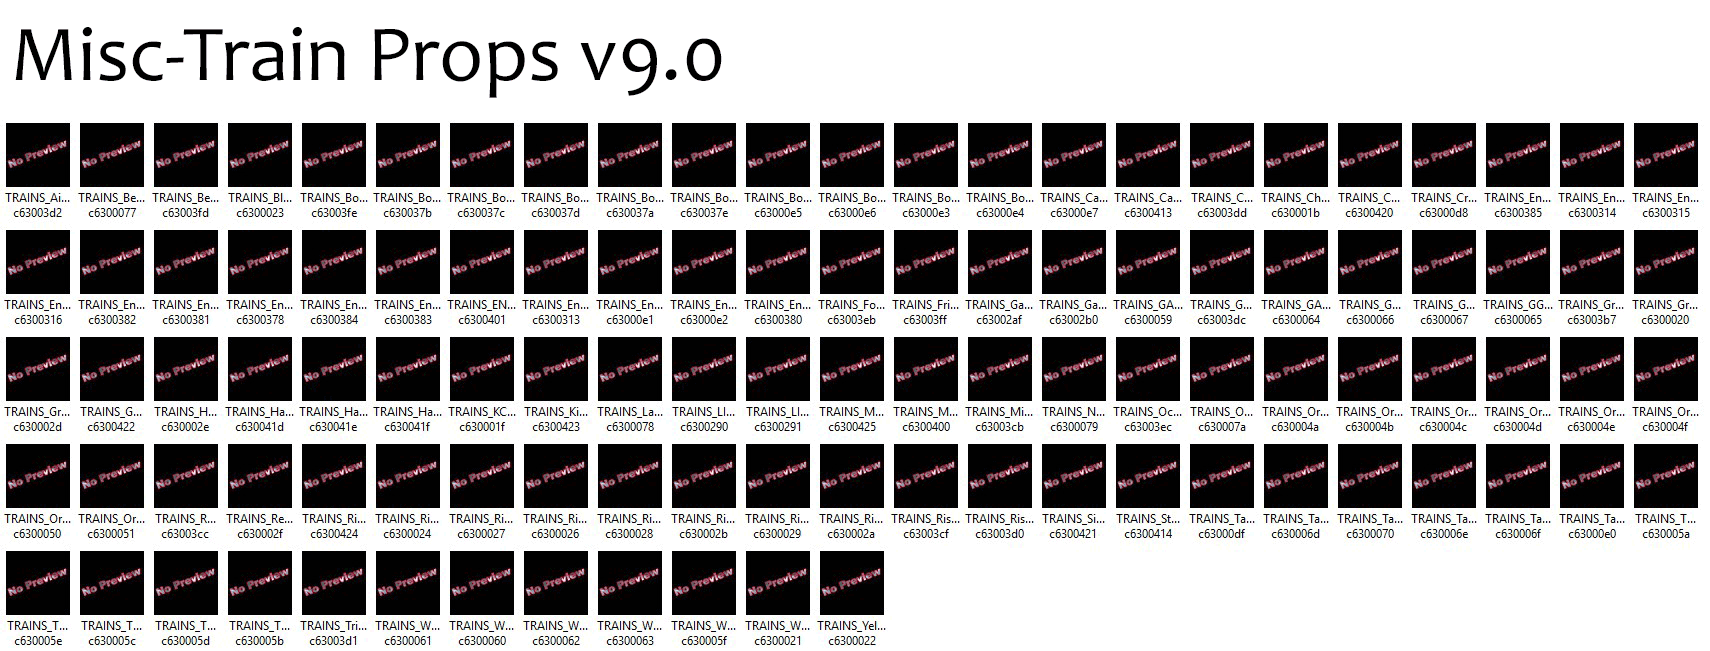 Misc-Train Props v9.0
No Preview No Preview No Preview No Preview No Preview No Preview No Preview No Preview No Preview No Preview No Preview No Preview No Preview No Preview No Preview No Preview No Preview No Preview No Preview No Preview No Preview No Preview No Preview
TRAINS_Ai... TRAINS_Be... TRAINS_Be... TRAINS_Bl... TRAINS_Bo... TRAINS_Bo... TRAINS_Bo... TRAINS_Bo... TRAINS_Bo... TRAINS_Bo... TRAINS_Bo... TRAINS_Bo... TRAINS_Bo... TRAINS_Bo... TRAINS_Ca... TRAINS_Ca... TRAINS_C... TRAINS_Ch... TRAINS_C... TRAINS_Cr... TRAINS_En... TRAINS_En... TRAINS_En...
c63003d2 c6300077 c63003fd c6300023 c63003fe c630037b c630037c c630037d c630037a c630037e c63000e5 c63000e6 c63000e3 c63000e4 c63000e7 c6300413 c63003dd c630001b c6300420 c63000d8 c6300385 c6300314 c6300315
No Preview No Preview No Preview No Preview No Preview No Preview No Preview No Preview No Preview No Preview No Preview No Preview No Preview No Preview No Preview No Preview No Preview No Preview No Preview No Preview No Preview No Preview No Preview
TRAINS_En... TRAINS_En... TRAINS_En... TRAINS_En... TRAINS_En... TRAINS_En... TRAINS_EN... TRAINS_En... TRAINS_En... TRAINS_En... TRAINS_En... TRAINS_Fo... TRAINS_Fri... TRAINS_Ga... TRAINS_Ga... TRAINS_GA... TRAINS_G... TRAINS_GA... TRAINS_G... TRAINS_G... TRAINS_GG... TRAINS_Gr... TRAINS_Gr...
c6300316 c6300382 c6300381 c6300378 c6300384 c6300383 c6300401 c6300313 c63000e1 c63000e2 c6300380 c63003eb c63003ff c63002af c63002b0 c6300059 c63003dc c6300064 c6300066 c6300067 c6300065 c63003b7 c6300020
No Preview No Preview No Preview No Preview No Preview No Preview No Preview No Preview No Preview No Preview No Preview No Preview No Preview No Preview No Preview No Preview No Preview No Preview No Preview No Preview No Preview No Preview No Preview
TRAINS_Gr... TRAINS_G... TRAINS_H... TRAINS_Ha... TRAINS_Ha... TRAINS_Ha... TRAINS_KC... TRAINS_Ki... TRAINS_La... TRAINS_LI... TRAINS_LI... TRAINS_M... TRAINS_M... TRAINS_Mi... TRAINS_N... TRAINS_Oc... TRAINS_O... TRAINS_Or... TRAINS_Or... TRAINS_Or... TRAINS_Or... TRAINS_Or... TRAINS_Or...
c630002d c6300422 c630002e c630041d c630041e c630041f c630001f c6300423 c6300078 c6300290 c6300291 c6300425 c6300400 c63003cb c6300079 c63003ec c630007a c630004a c630004b c630004c c630004d c630004e c630004f
No Preview No Preview No Preview No Preview No Preview No Preview No Preview No Preview No Preview No Preview No Preview No Preview No Preview No Preview No Preview No Preview No Preview No Preview No Preview No Preview No Preview No Preview No Preview
TRAINS_Or... TRAINS_Or... TRAINS_R... TRAINS_Re... TRAINS_Ri... TRAINS_Ri... TRAINS_Ri... TRAINS_Ri... TRAINS_Ri... TRAINS_Ri... TRAINS_Ri... TRAINS_Ri... TRAINS_Ris... TRAINS_Ris... TRAINS_Si... TRAINS_St... TRAINS_Ta... TRAINS_Ta... TRAINS_Ta... TRAINS_Ta... TRAINS_Ta... TRAINS_Ta... TRAINS_T...
c6300050 c6300051 c63003cc c630002f c6300424 c6300024 c6300027 c6300026 c6300028 c630002b c6300029 c630002a c63003cf c63003d0 c6300421 c6300414 c63000df c630006d c6300070 c630006e c630006f c63000e0 c630005a
No Preview No Preview No Preview No Preview No Preview No Preview No Preview No Preview No Preview No Preview No Preview No Preview
TRAINS_T... TRAINS_T... TRAINS_T... TRAINS_T... TRAINS_Tri... TRAINS_W... TRAINS_W... TRAINS_W... TRAINS_W... TRAINS_W... TRAINS_W... TRAINS_Yel...
c630005e c630005c c630005d c630005b c63003d1 c6300061 c6300060 c6300062 c6300063 c630005f c6300021 c6300022